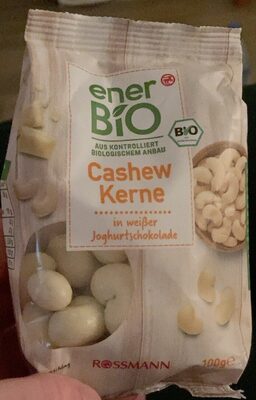 ener
BiO
AUS KONTROLLIERT
BIOLOGISCHEM ANBAU
BIO
Cashew
Kerne
in weißer
Joghurtschokolade
ROSSMANN
100g℮